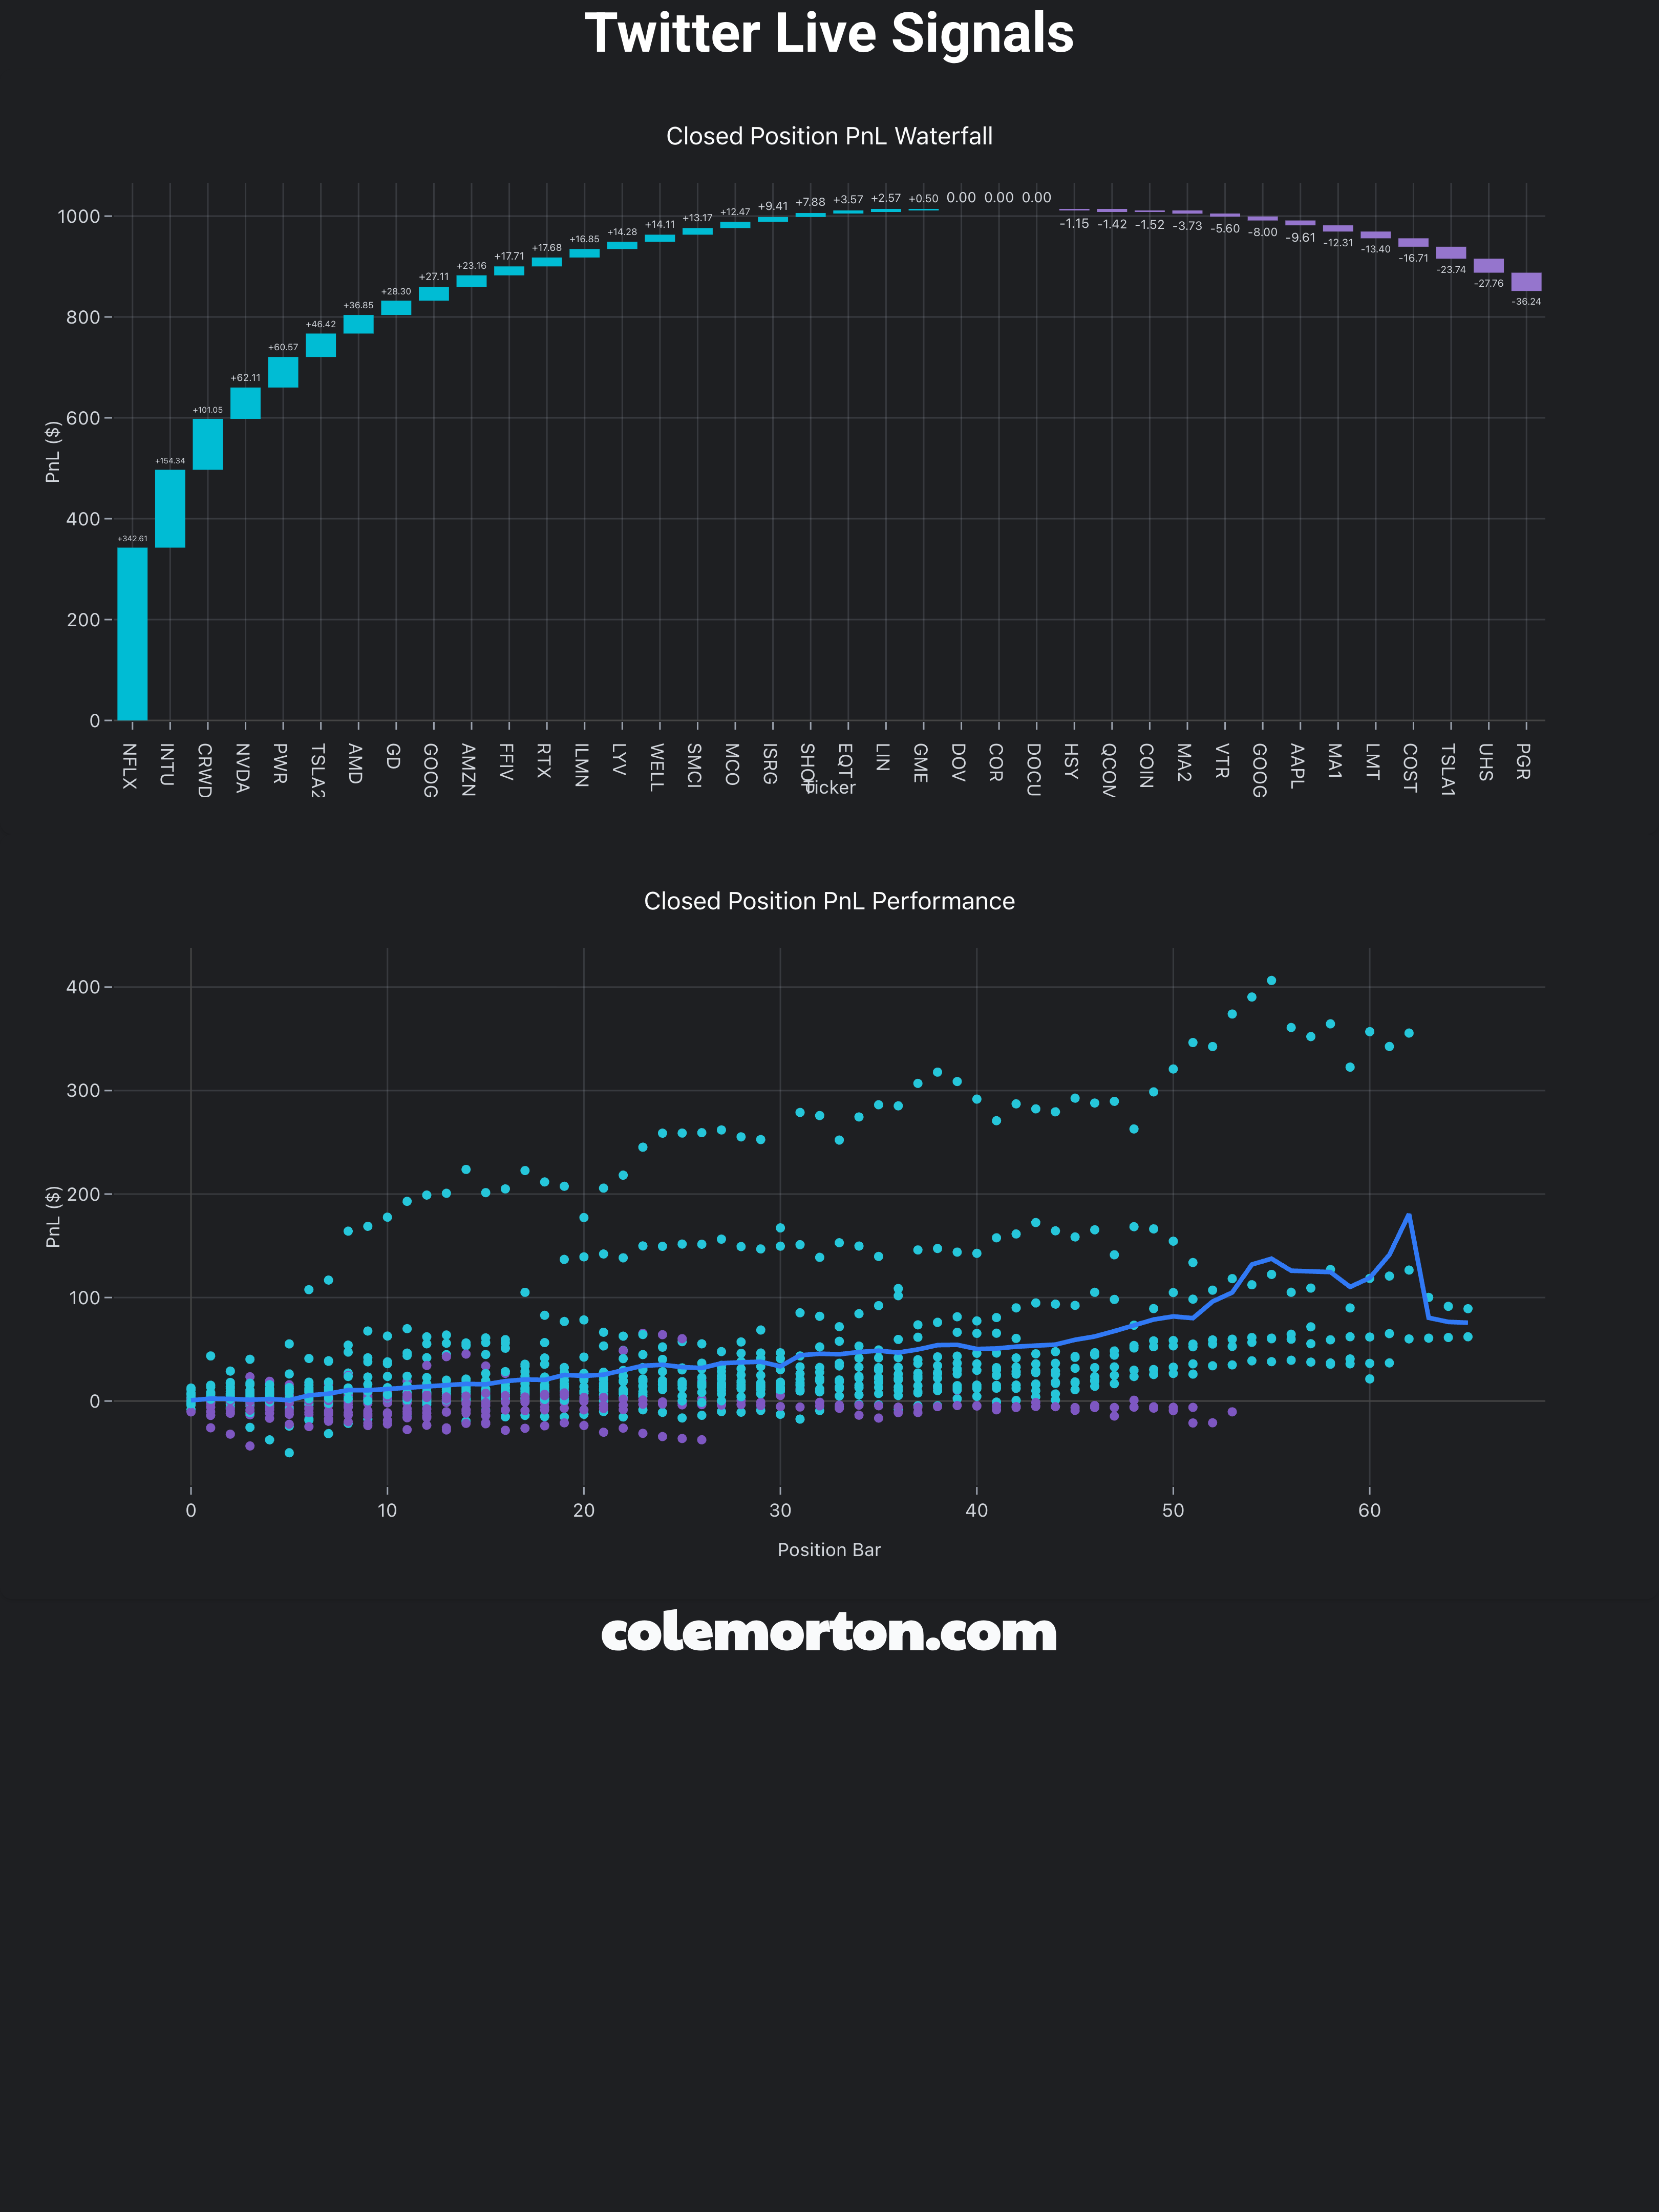 Twitter Live Signals
Closed Position PnL Waterfall
PnL ($)
1000
800
600
400
200
0
+342.61
+154.34
+101.05
+62.11
+60.57
+46.42
+36.85
+28.30
+27.11
+23.16
+17.71
+17.68
+16.85
+14.28
+14.11
+13.17
+12.47
+9.41
+7.88
+3.57
+2.57
+0.50
0.00
0.00
0.00
-1.15
-1.42
-1.52
-3.73
-5.60
-8.00
-9.61
-12.31
-13.40
-16.71
-23.74
-27.76
-36.24
NFLX
INTU
CRWD
NVDA
PWR
TSLA2
AMD
GD
GOOG
AMZN
FFIV
RTX
ILMN
LYV
WELL
SMCI
MCO
ISRG
SHOP
EQT
LIN
GME
DOV
COR
DOCU
HSY
QCOM
COIN
MA2
VTR
GOOG
AAPL
MA1
LMT
COST
TSLA1
UHS
PGR
Ticker
Closed Position PnL Performance
PnL ($)
400
300
200
100
0
0
10
20
30
40
50
60
Position Bar
colemorton.com